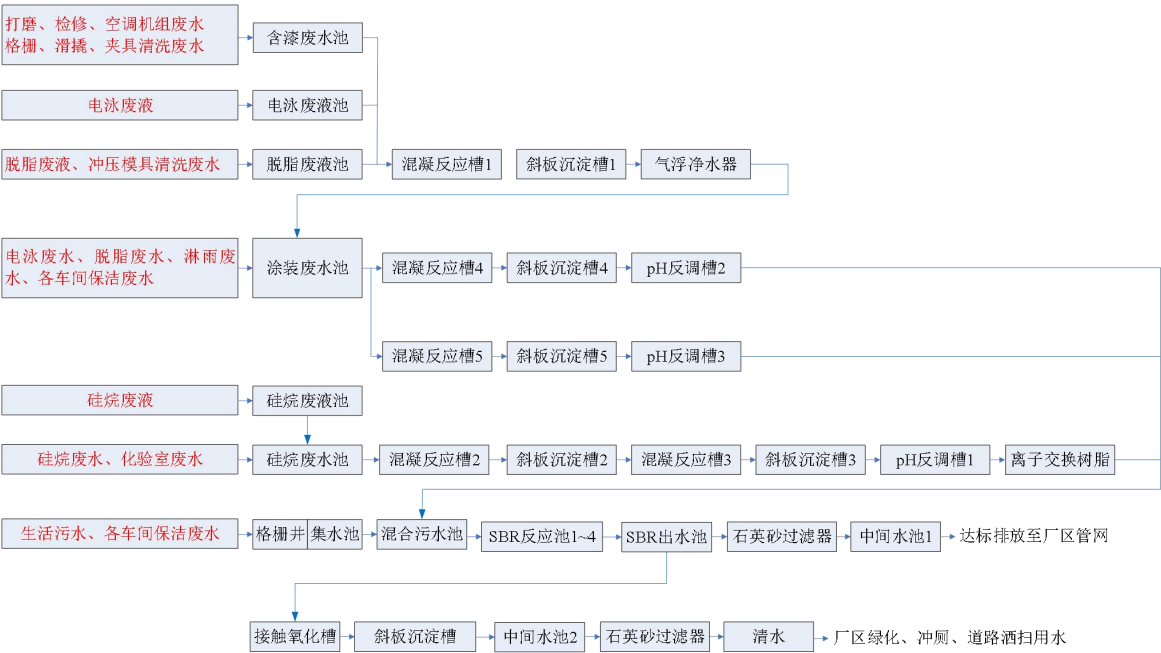 打磨、检修、空调机组废水
格栅、滑撬、夹具清洗废水
含漆废水池
电泳废液
电泳废液池
脱脂废液、冲压模具清洗废水
脱脂废液池
混凝反应槽1
斜板沉淀槽1
气浮净水器
电泳废水、脱脂废水、淋雨废
水、各车间保洁废水
涂装废水池
混凝反应槽4
斜板沉淀槽4
pH反调槽2
混凝反应槽5
斜板沉淀槽5
pH反调槽3
硅烷废液
硅烷废液池
硅烷废水、化验室废水
硅烷废水池
混凝反应槽2
斜板沉淀槽2
混凝反应槽3
斜板沉淀槽3
pH反调槽1
离子交换树脂
生活污水、各车间保洁废水
格栅井
集水池
混合污水池
SBR反应池1~4
SBR出水池
石英砂过滤器
中间水池1
达标排放至厂区管网
接触氧化槽
斜板沉淀槽
中间水池2
石英砂过滤器
清水
厂区绿化、冲厕、道路洒扫用水